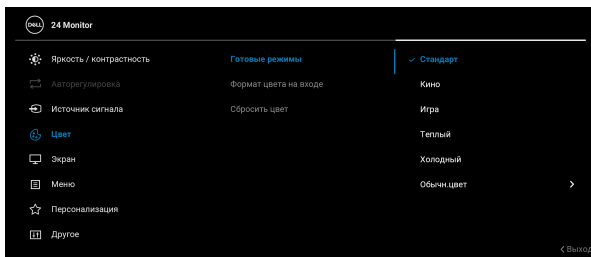 DELL 24 Monitor
Яркость / контрастность Готовые режимы Стандарт
Авторегулировка Формат цвета на входе Кино
Источник сигнала Сбросить цвет Игра
Цвет Теплый
Экран Холодный
Меню Обычн.цвет
Персонализация
Другое
Выход